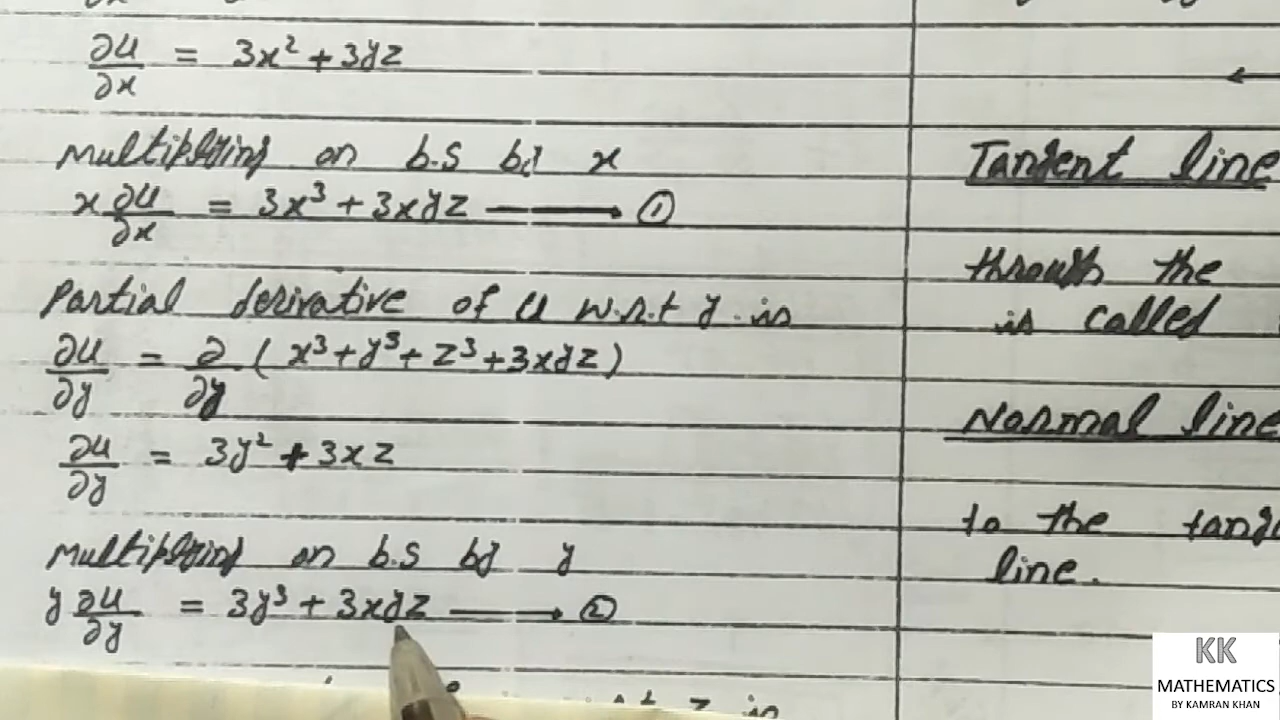 ∂u/∂x = 3x² + 3yz
Multiplying on b.s by x
x ∂u/∂x = 3x³ + 3xyz ⟶ ①
Partial derivative of u w.r.t y is
∂u/∂y = ∂/∂y (x³ + y³ + z³ + 3xyz)
∂u/∂y = 3y² + 3xz
Multiplying on b.s by y
y ∂u/∂y = 3y³ + 3xyz ⟶ ②
z is
Tangent line
through the
is called
Normal line
to the
line.
KK
MATHEMATICS
BY KAMRAN KHAN